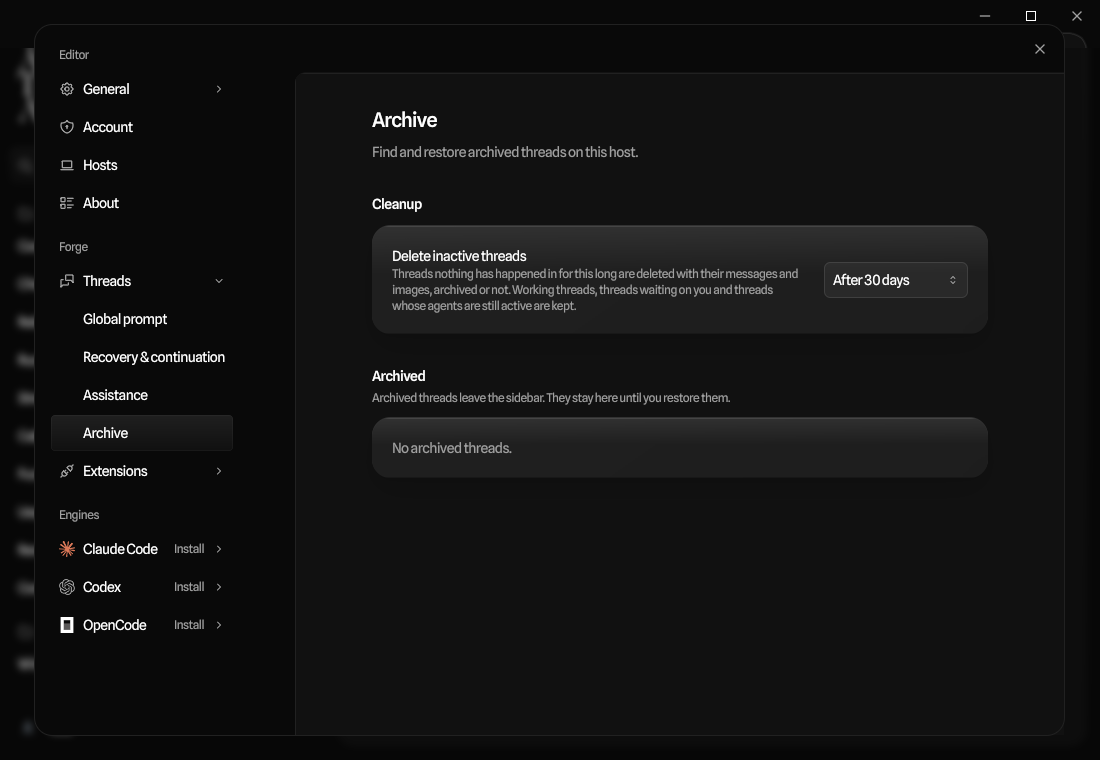 Editor
General
Account
Hosts
About
Forge
Threads
Global prompt
Recovery & continuation
Assistance
Archive
Extensions
Engines
Claude Code Install
Codex Install
OpenCode Install
Archive
Find and restore archived threads on this host.
Cleanup
Delete inactive threads
Threads nothing has happened in for this long are deleted with their messages and
images, archived or not. Working threads, threads waiting on you and threads
whose agents are still active are kept.
After 30 days
Archived
Archived threads leave the sidebar. They stay here until you restore them.
No archived threads.